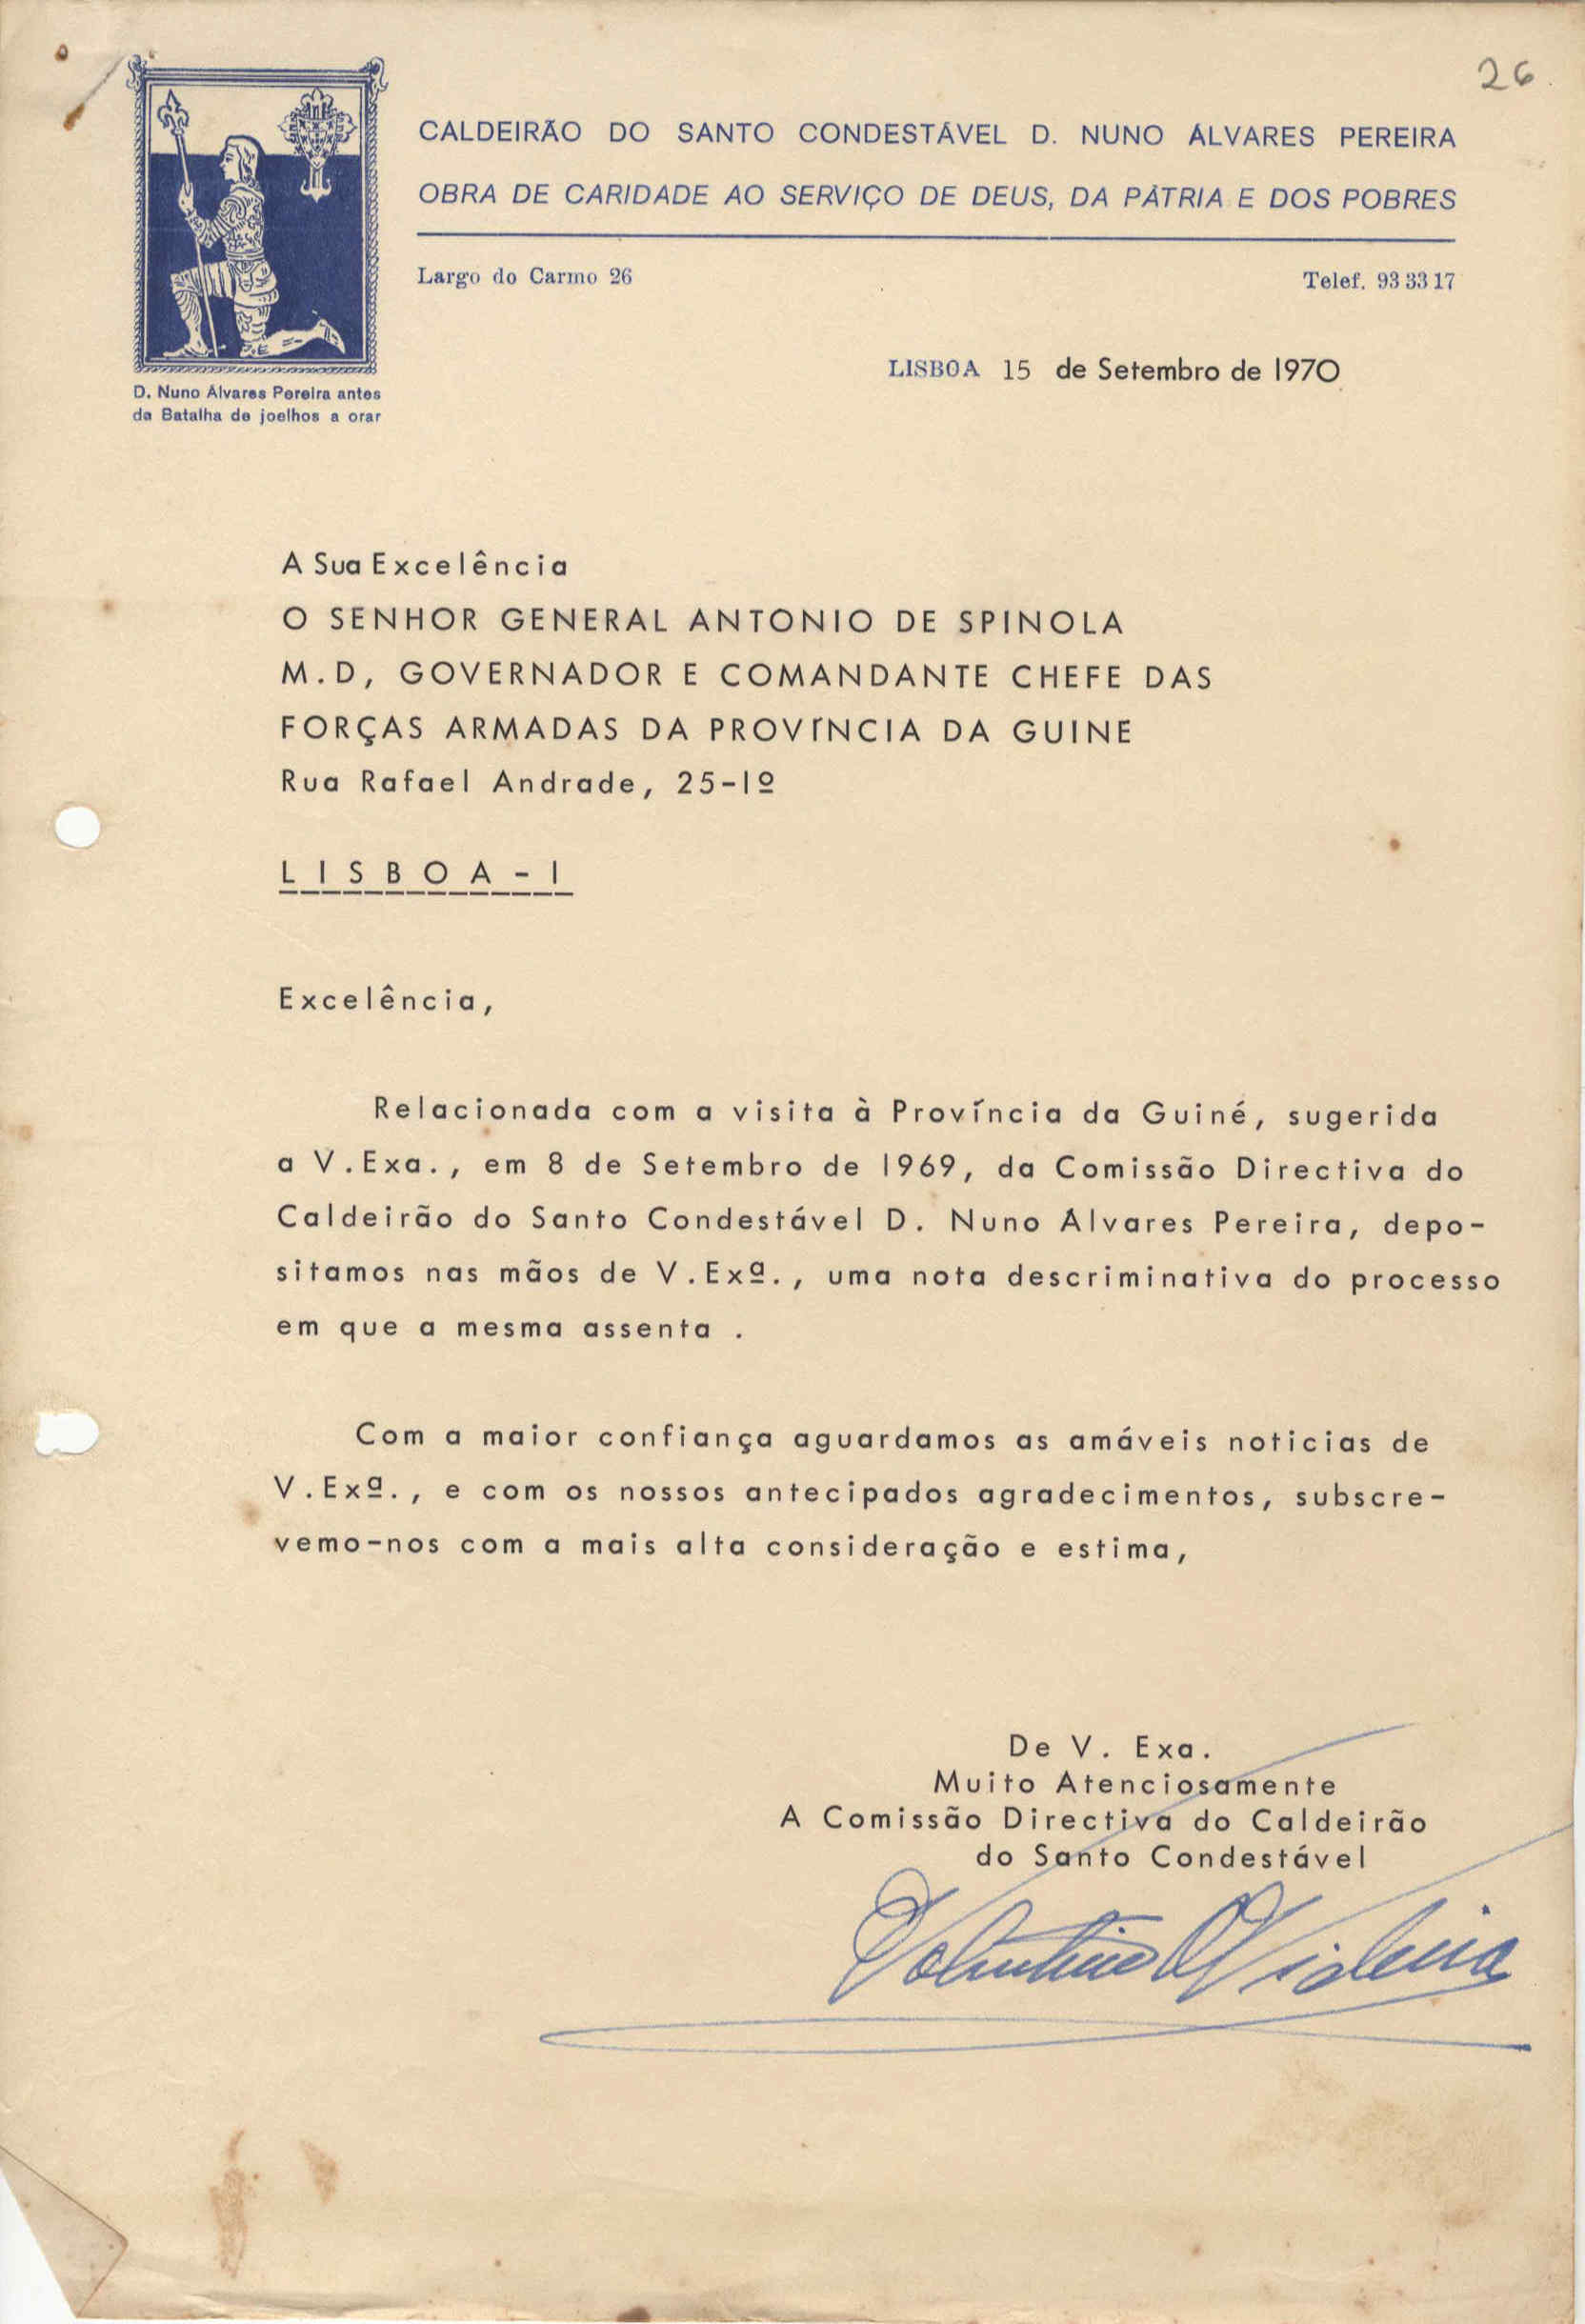 26
CALDEIRÃO DO SANTO CONDESTÁVEL D. NUNO ÁLVARES PEREIRA
OBRA DE CARIDADE AO SERVIÇO DE DEUS, DA PÁTRIA E DOS POBRES
Largo do Carmo 26
Telef. 93 33 17
D. Nuno Álvares Pereira antes
da Batalha de joelhos a orar
LISBOA 15 de Setembro de 1970
A Sua Excelência
O SENHOR GENERAL ANTONIO DE SPINOLA
M.D, GOVERNADOR E COMANDANTE CHEFE DAS
FORÇAS ARMADAS DA PROVÍNCIA DA GUINE
Rua Rafael Andrade, 25-1º
LISBOA-1
Excelência,
Relacionada com a visita à Província da Guiné, sugerida
a V.Exa., em 8 de Setembro de 1969, da Comissão Directiva do
Caldeirão do Santo Condestável D. Nuno Alvares Pereira, depo-
sitamos nas mãos de V.Exª., uma nota descriminativa do processo
em que a mesma assenta .
Com a maior confiança aguardamos as amáveis noticias de
V.Exª., e com os nossos antecipados agradecimentos, subscre-
vemo-nos com a mais alta consideração e estima,
De V. Exa.
Muito Atenciosamente
A Comissão Directiva do Caldeirão
do Santo Condestável